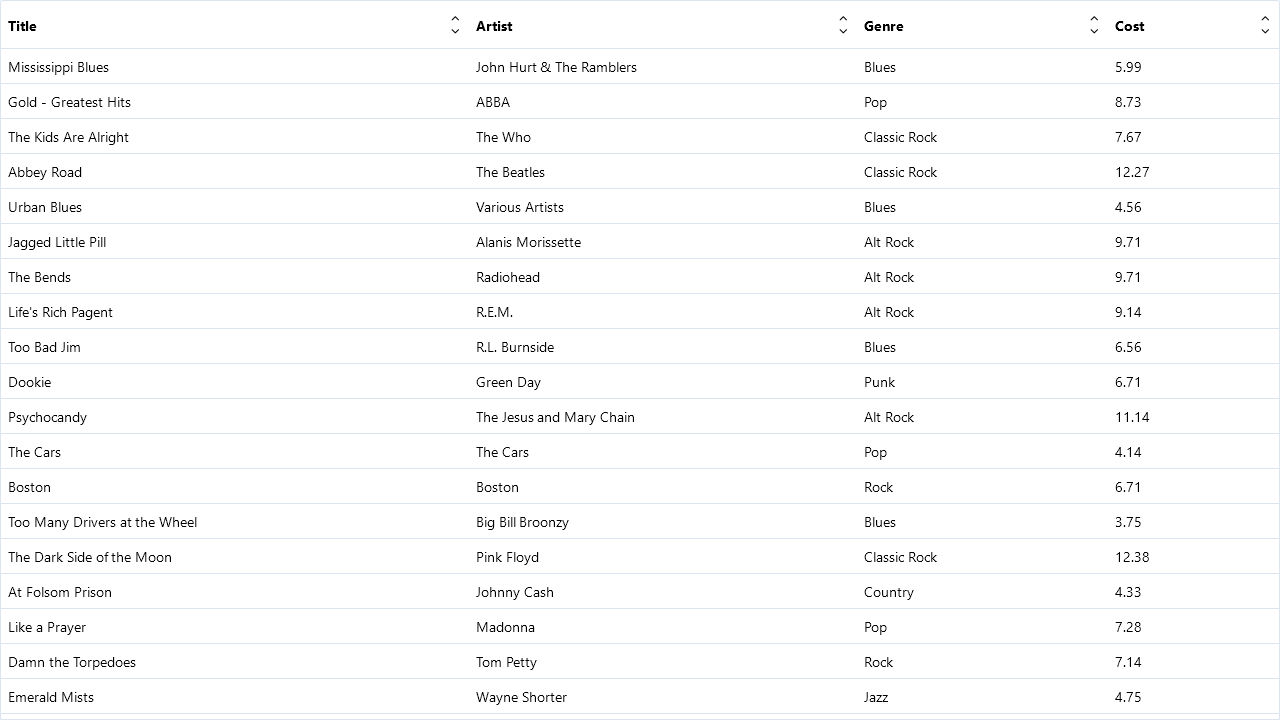 Title Artist Genre Cost
Mississippi Blues John Hurt & The Ramblers Blues 5.99
Gold - Greatest Hits ABBA Pop 8.73
The Kids Are Alright The Who Classic Rock 7.67
Abbey Road The Beatles Classic Rock 12.27
Urban Blues Various Artists Blues 4.56
Jagged Little Pill Alanis Morissette Alt Rock 9.71
The Bends Radiohead Alt Rock 9.71
Life's Rich Pagent R.E.M. Alt Rock 9.14
Too Bad Jim R.L. Burnside Blues 6.56
Dookie Green Day Punk 6.71
Psychocandy The Jesus and Mary Chain Alt Rock 11.14
The Cars The Cars Pop 4.14
Boston Boston Rock 6.71
Too Many Drivers at the Wheel Big Bill Broonzy Blues 3.75
The Dark Side of the Moon Pink Floyd Classic Rock 12.38
At Folsom Prison Johnny Cash Country 4.33
Like a Prayer Madonna Pop 7.28
Damn the Torpedoes Tom Petty Rock 7.14
Emerald Mists Wayne Shorter Jazz 4.75